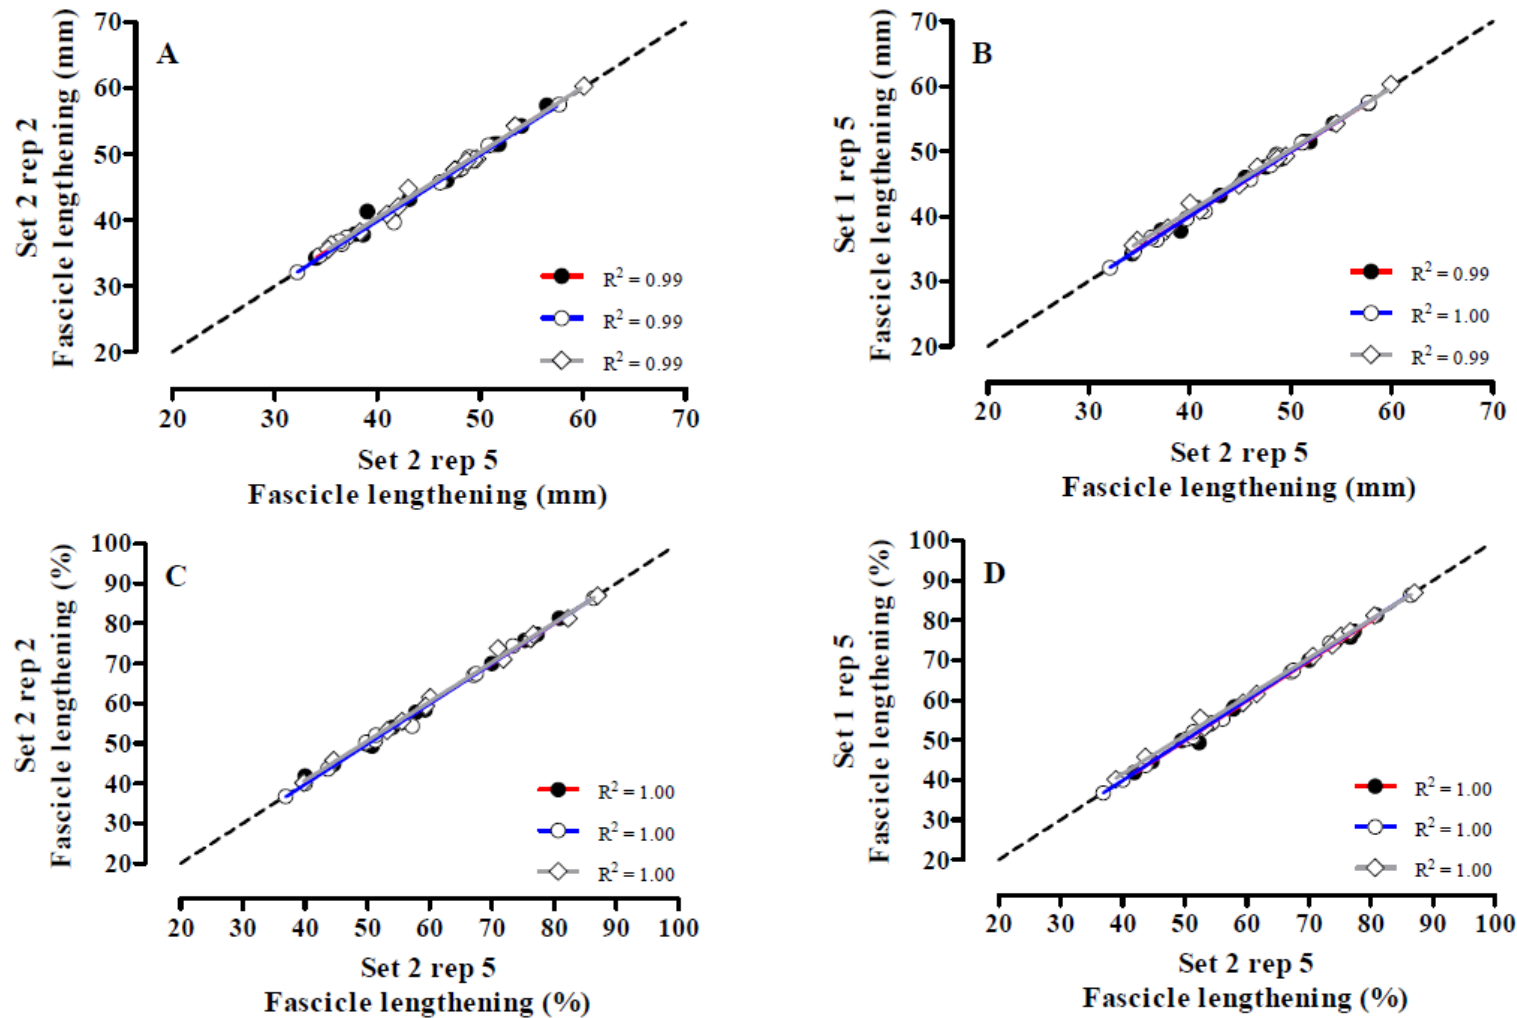 A
Set 2 rep 2
Fascicle lengthening (mm)
70
60
50
40
30
20
R² = 0.99
R² = 0.99
R² = 0.99
20 30 40 50 60 70
Set 2 rep 5
Fascicle lengthening (mm)
B
Set 1 rep 5
Fascicle lengthening (mm)
70
60
50
40
30
20
R² = 0.99
R² = 1.00
R² = 0.99
20 30 40 50 60 70
Set 2 rep 5
Fascicle lengthening (mm)
C
Set 2 rep 2
Fascicle lengthening (%)
100
90
80
70
60
50
40
30
20
R² = 1.00
R² = 1.00
R² = 1.00
20 30 40 50 60 70 80 90 100
Set 2 rep 5
Fascicle lengthening (%)
D
Set 1 rep 5
Fascicle lengthening (%)
100
90
80
70
60
50
40
30
20
R² = 1.00
R² = 1.00
R² = 1.00
20 30 40 50 60 70 80 90 100
Set 2 rep 5
Fascicle lengthening (%)